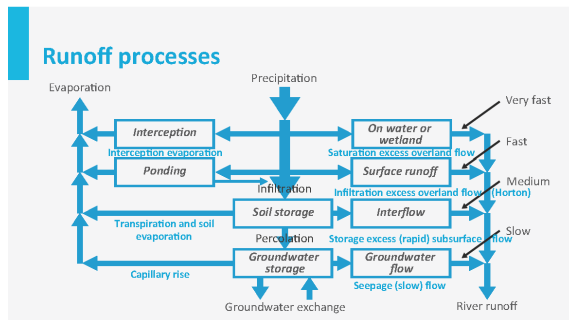 Runoff processes
Precipitation
Evaporation
Very fast
Interception
On water or
wetland
Interception evaporation
Saturation excess overland flow
Fast
Ponding
Surface runoff
Medium
Infiltration
Infiltration excess overland flow (Horton)
Soil storage
Interflow
Transpiration and soil
evaporation
Slow
Percolation
Storage excess (rapid) subsurface flow
Groundwater
storage
Groundwater
flow
Capillary rise
Seepage (slow) flow
Groundwater exchange
River runoff